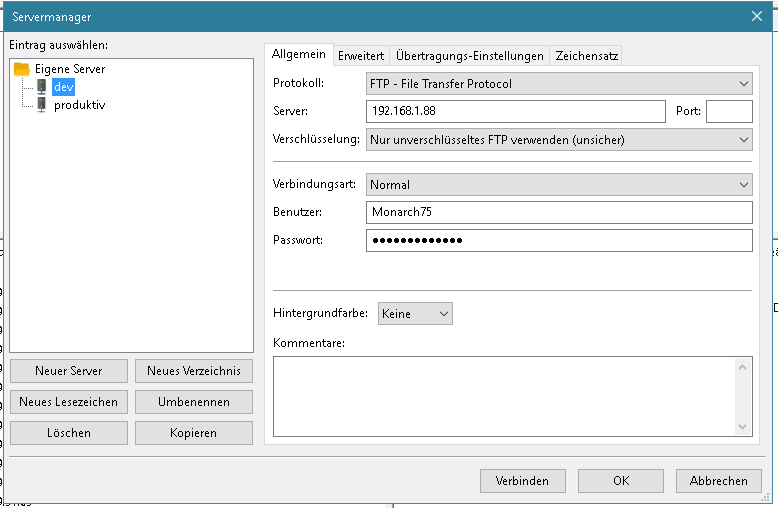 Servermanager
Eintrag auswählen:
Eigene Server
dev
produktiv
Neuer Server
Neues Verzeichnis
Neues Lesezeichen
Umbenennen
Löschen
Kopieren
Allgemein
Erweitert
Übertragungs-Einstellungen
Zeichensatz
Protokoll:
FTP - File Transfer Protocol
Server:
192.168.1.88
Port:
Verschlüsselung:
Nur unverschlüsseltes FTP verwenden (unsicher)
Verbindungsart:
Normal
Benutzer:
Monarch75
Passwort:
●●●●●●●●●●●●●
Hintergrundfarbe:
Keine
Kommentare:
Verbinden
OK
Abbrechen